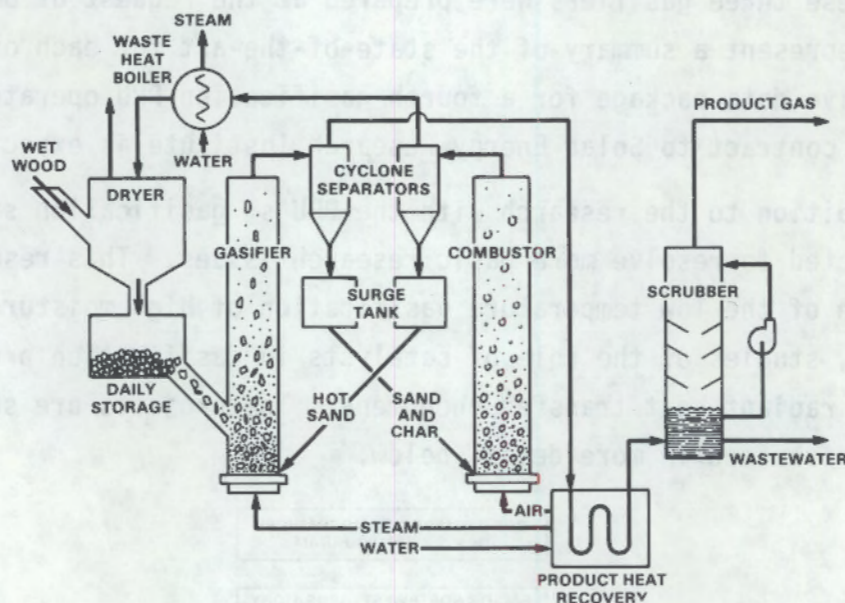 STEAM
WASTE
HEAT
BOILER
PRODUCT GAS
WATER
WET
WOOD
DRYER
CYCLONE
SEPARATORS
GASIFIER
COMBUSTOR
SCRUBBER
SURGE
TANK
DAILY
STORAGE
HOT
SAND
SAND
AND
CHAR
WASTEWATER
AIR
STEAM
WATER
PRODUCT HEAT
RECOVERY